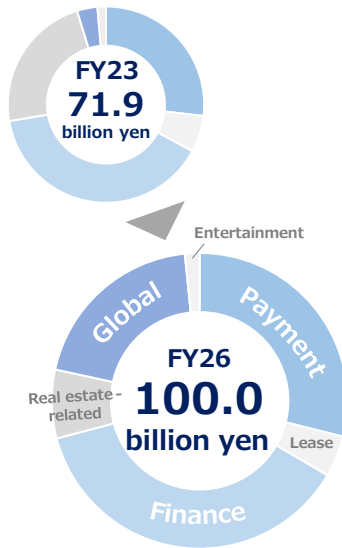 FY23
71.9
billion yen
Entertainment
Global
Payment
FY26
100.0
billion yen
Real estate-
related
Lease
Finance